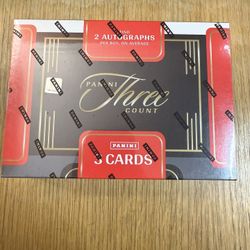 2 AUTOGRAPHS
PER BOX, ON AVERAGE
PANINI
Three
COUNT
PANINI
3 CARDS